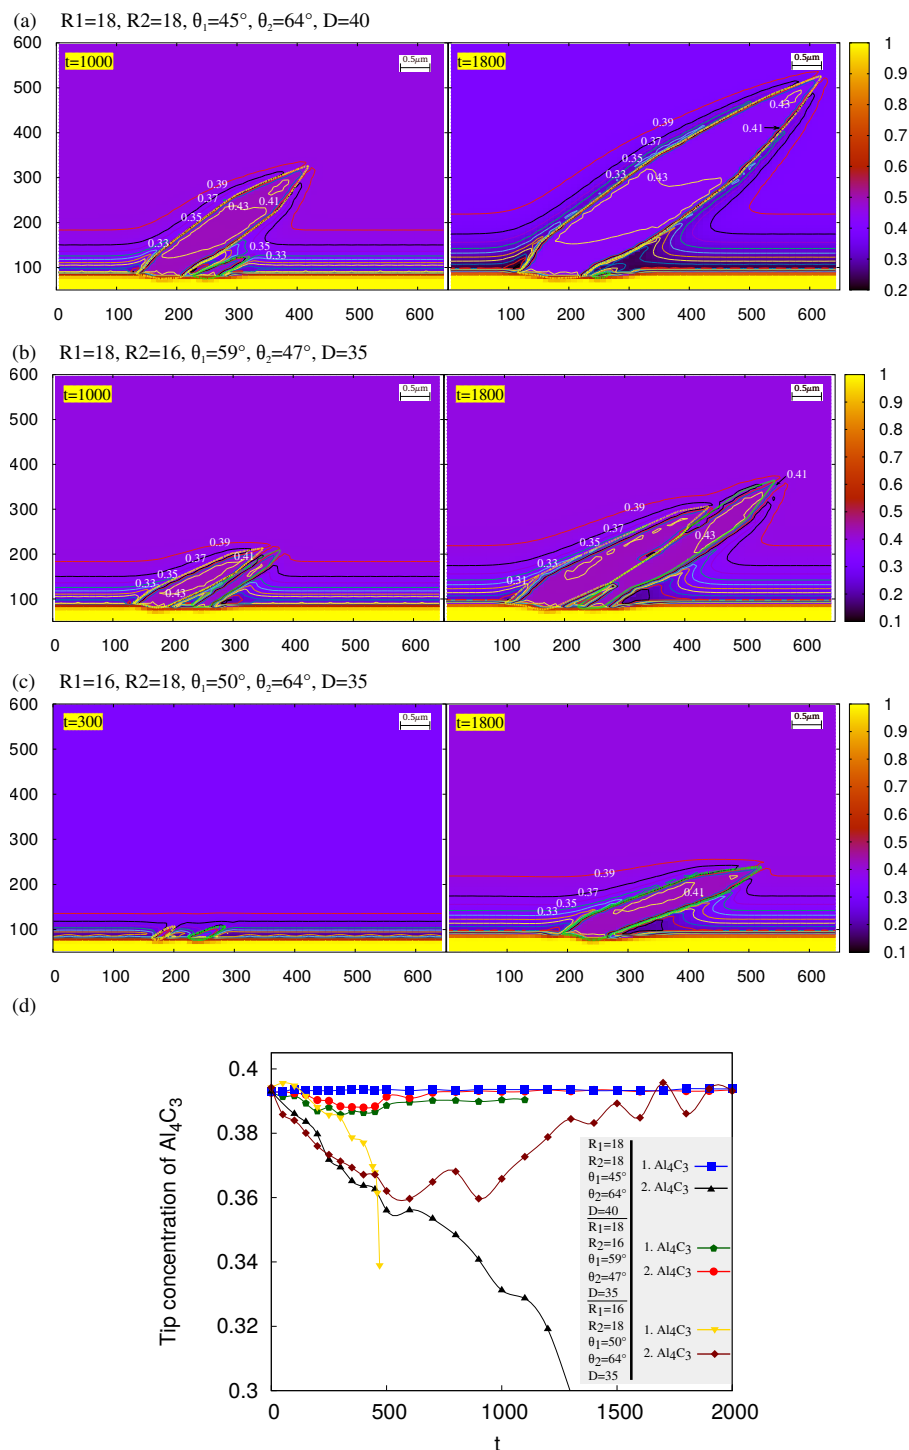 (a) R1=18, R2=18, θ₁=45°, θ₂=64°, D=40
t=1000 0.5μm t=1800 0.5μm
600
500
400
300
200
100
0.39
0.37
0.35
0.33
0.43
0.41
0.35
0.33
0.43
0.41
0.39
0.37
0.35
0.33
0.43
1
0.9
0.8
0.7
0.6
0.5
0.4
0.3
0.2
0 100 200 300 400 500 600 0 100 200 300 400 500 600
(b) R1=18, R2=16, θ₁=59°, θ₂=47°, D=35
t=1000 0.5μm t=1800 0.5μm
600
500
400
300
200
100
0.39
0.37
0.41
0.35
0.33
0.43
0.41
0.39
0.37
0.35
0.33
0.31
0.43
1
0.9
0.8
0.7
0.6
0.5
0.4
0.3
0.2
0.1
0 100 200 300 400 500 600 0 100 200 300 400 500 600
(c) R1=16, R2=18, θ₁=50°, θ₂=64°, D=35
t=300 0.5μm t=1800 0.5μm
600
500
400
300
200
100
0.39
0.37
0.35
0.33
0.41
1
0.9
0.8
0.7
0.6
0.5
0.4
0.3
0.2
0.1
0 100 200 300 400 500 600 0 100 200 300 400 500 600
(d)
Tip concentration of Al₄C₃
0.4
0.38
0.36
0.34
0.32
0.3
R₁=18
R₂=18
θ₁=45°
θ₂=64°
D=40
1. Al₄C₃
2. Al₄C₃
R₁=18
R₂=16
θ₁=59°
θ₂=47°
D=35
1. Al₄C₃
2. Al₄C₃
R₁=16
R₂=18
θ₁=50°
θ₂=64°
D=35
1. Al₄C₃
2. Al₄C₃
0 500 1000 1500 2000
t